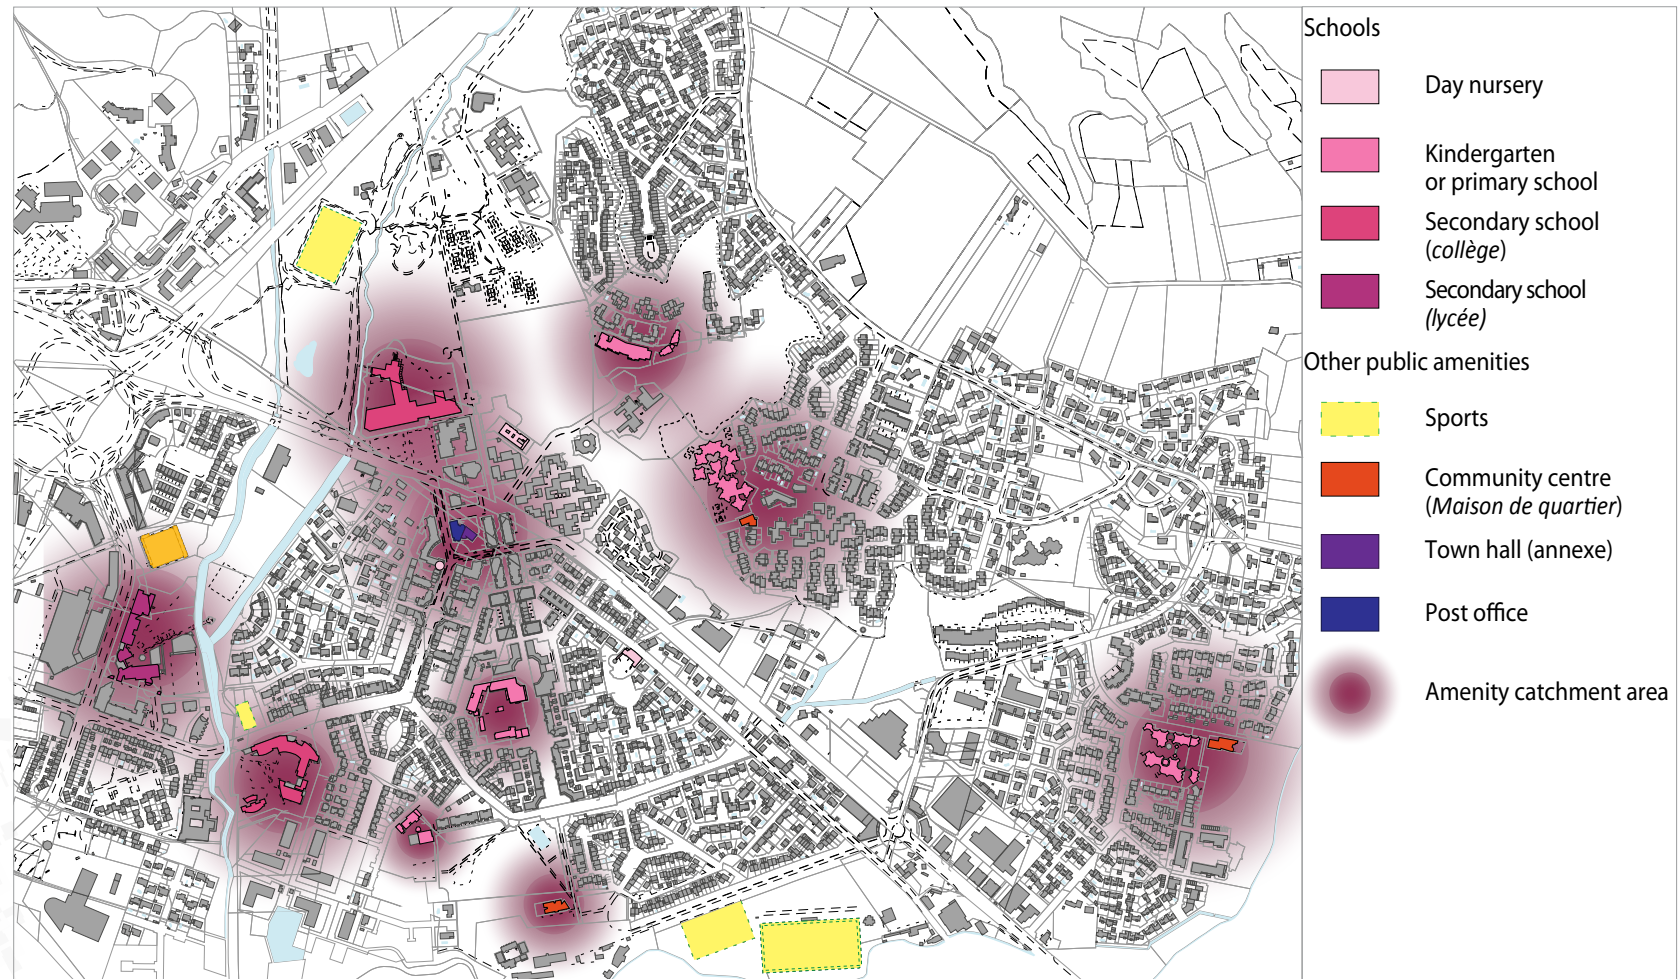 Schools
Day nursery
Kindergarten
or primary school
Secondary school
(collège)
Secondary school
(lycée)
Other public amenities
Sports
Community centre
(Maison de quartier)
Town hall (annexe)
Post office
Amenity catchment area